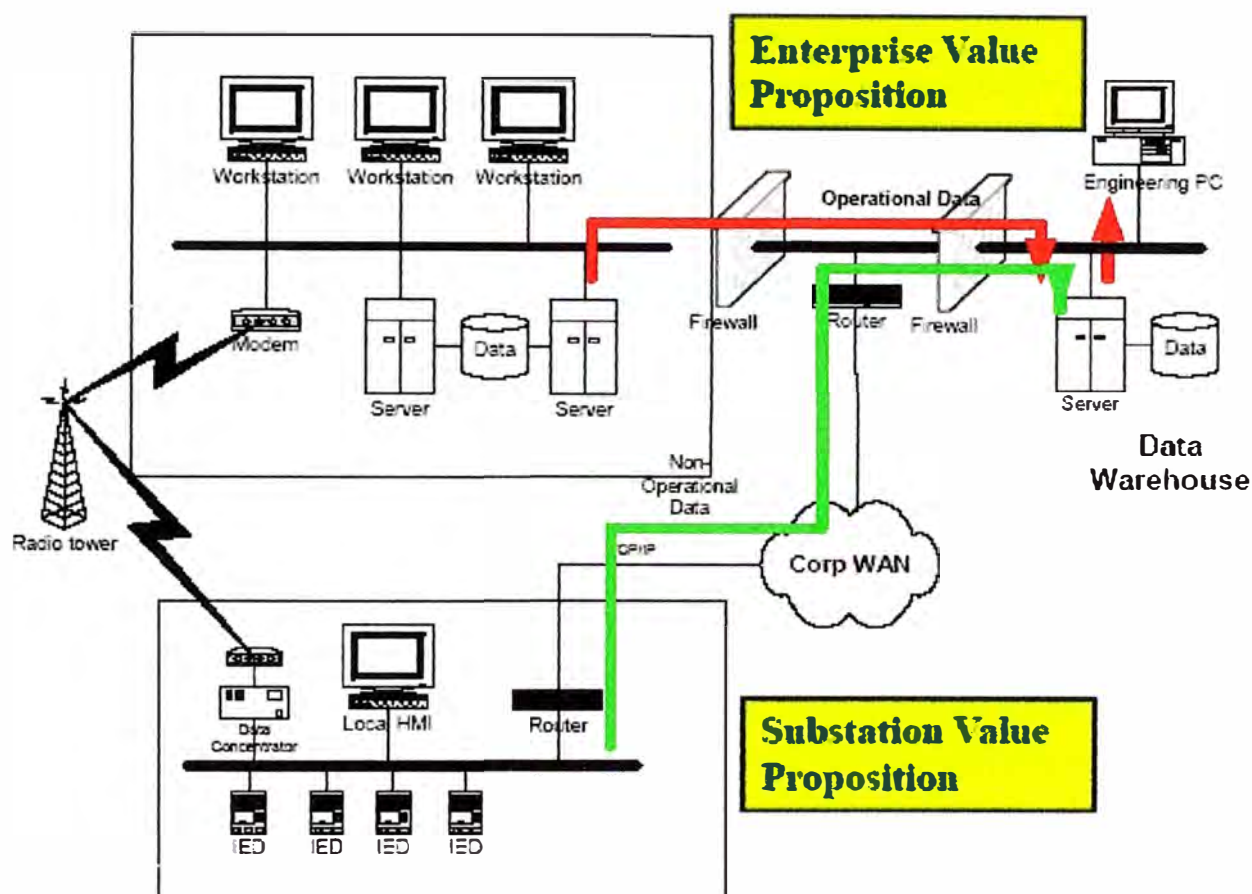 Enterprise Value
Proposition
Workstation
Workstation
Workstation
Engineering PC
Operational Data
Modem
Data
Server
Server
Firewall
Router
Firewall
Data
Server
Data
Warehouse
Non-
Operational
Data
Radio tower
Corp WAN
Data
Concentrator
Local HMI
Router
Substation Value
Proposition
IED
IED
IED
IED